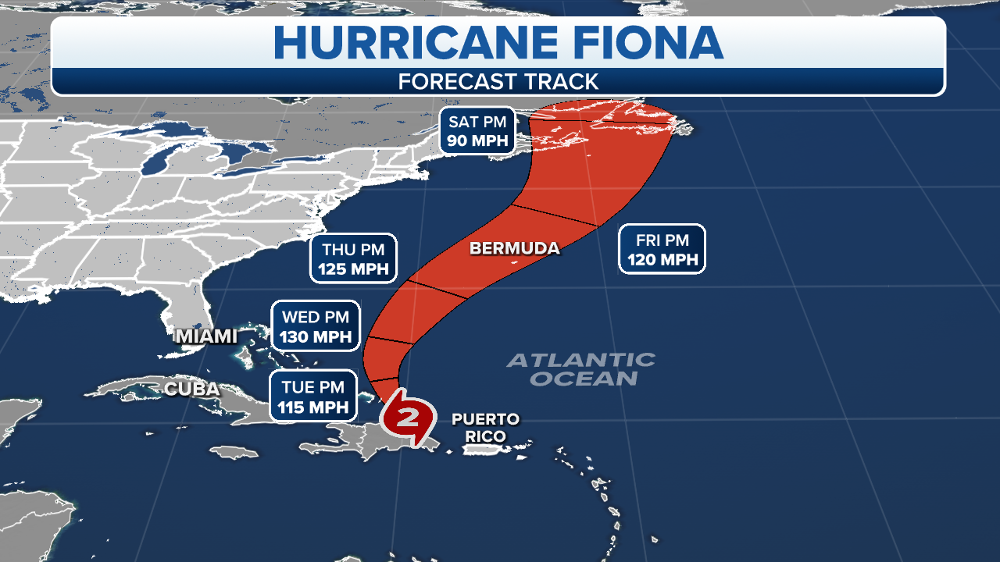 HURRICANE FIONA
FORECAST TRACK
SAT PM
90 MPH
FRI PM
120 MPH
THU PM
125 MPH
BERMUDA
WED PM
130 MPH
MIAMI
ATLANTIC
OCEAN
TUE PM
115 MPH
CUBA
2
PUERTO
RICO